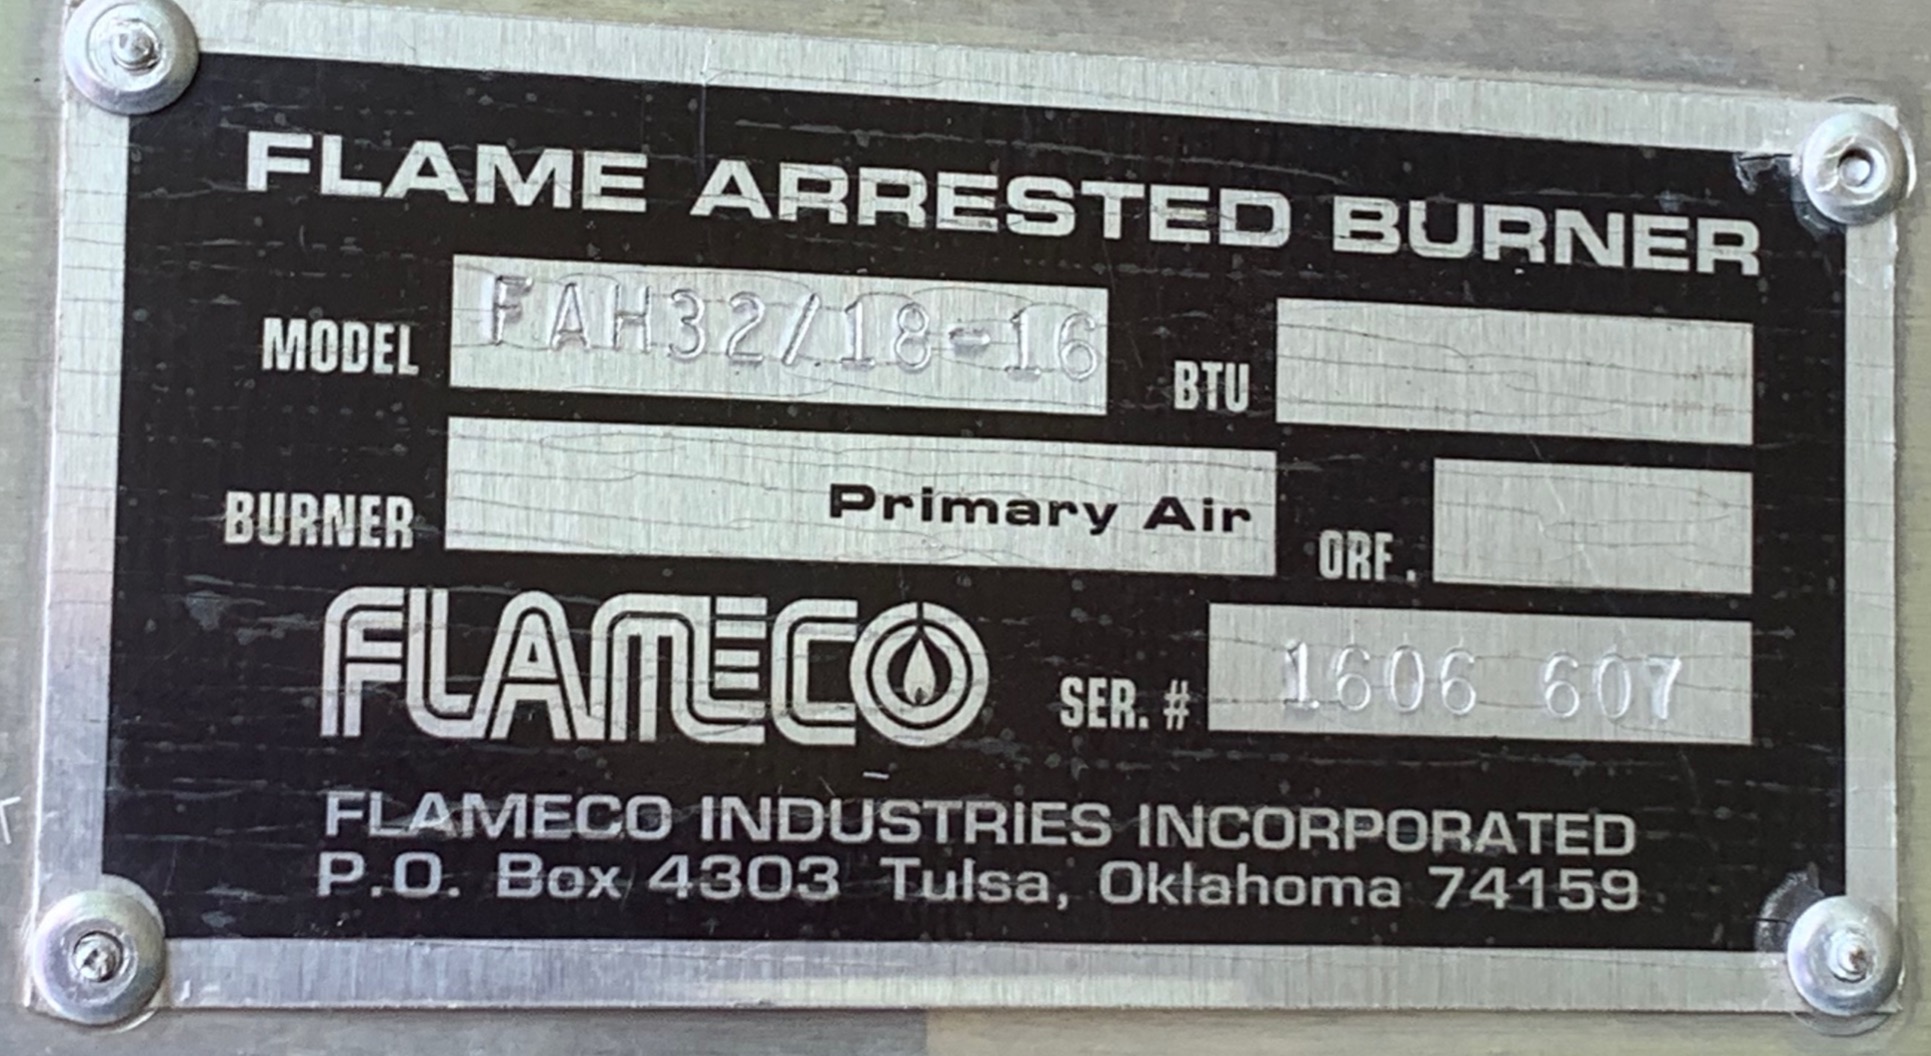 FLAME ARRESTED BURNER
MODEL FAH32/18-16 BTU
BURNER Primary Air ORF.
FLAMECO SER. # 1606 607
FLAMECO INDUSTRIES INCORPORATED
P.O. Box 4303 Tulsa, Oklahoma 74159